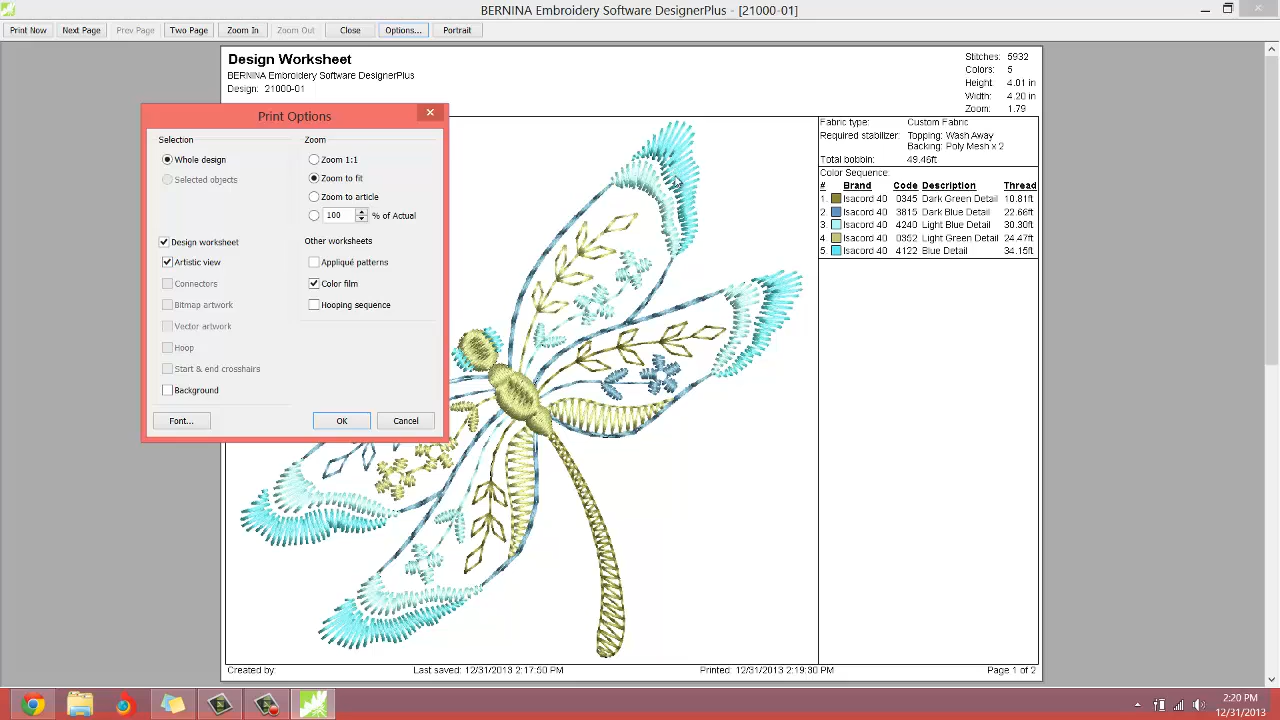 BERNINA Embroidery Software DesignerPlus - [21000-01]
Print Now Next Page Prev Page Two Page Zoom In Zoom Out Close Options... Portrait
Design Worksheet
BERNINA Embroidery Software DesignerPlus
Design: 21000-01
Stitches: 5932
Colors: 5
Height: 4.01 in
Width: 4.20 in
Zoom: 1.79
Print Options
Selection
Whole design
Selected objects
Design worksheet
Artistic view
Connectors
Bitmap artwork
Vector artwork
Hoop
Start & end crosshairs
Background
Font...
Zoom
Zoom 1:1
Zoom to fit
Zoom to article
100 % of Actual
Other worksheets
Appliqué patterns
Color film
Hooping sequence
OK Cancel
Fabric type: Custom Fabric
Required stabilizer: Topping: Wash Away
Backing: Poly Mesh x 2
Total bobbin: 49.46ft
Color Sequence:
# Brand Code Description Thread
1. Isacord 40 0345 Dark Green Detail 10.81ft
2. Isacord 40 3815 Dark Blue Detail 22.66ft
3. Isacord 40 4240 Light Blue Detail 30.30ft
4. Isacord 40 0352 Light Green Detail 24.47ft
5. Isacord 40 4122 Blue Detail 34.15ft
Created by: Last saved: 12/31/2013 2:17:50 PM Printed: 12/31/2013 2:19:30 PM Page 1 of 2
2:20 PM
12/31/2013